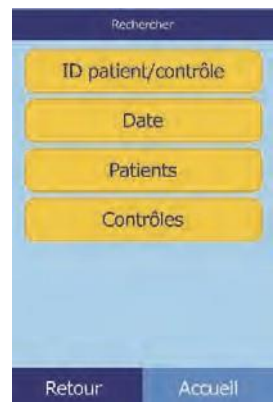 Rechercher
ID patient/contrôle
Date
Patients
Contrôles
Retour Accueil